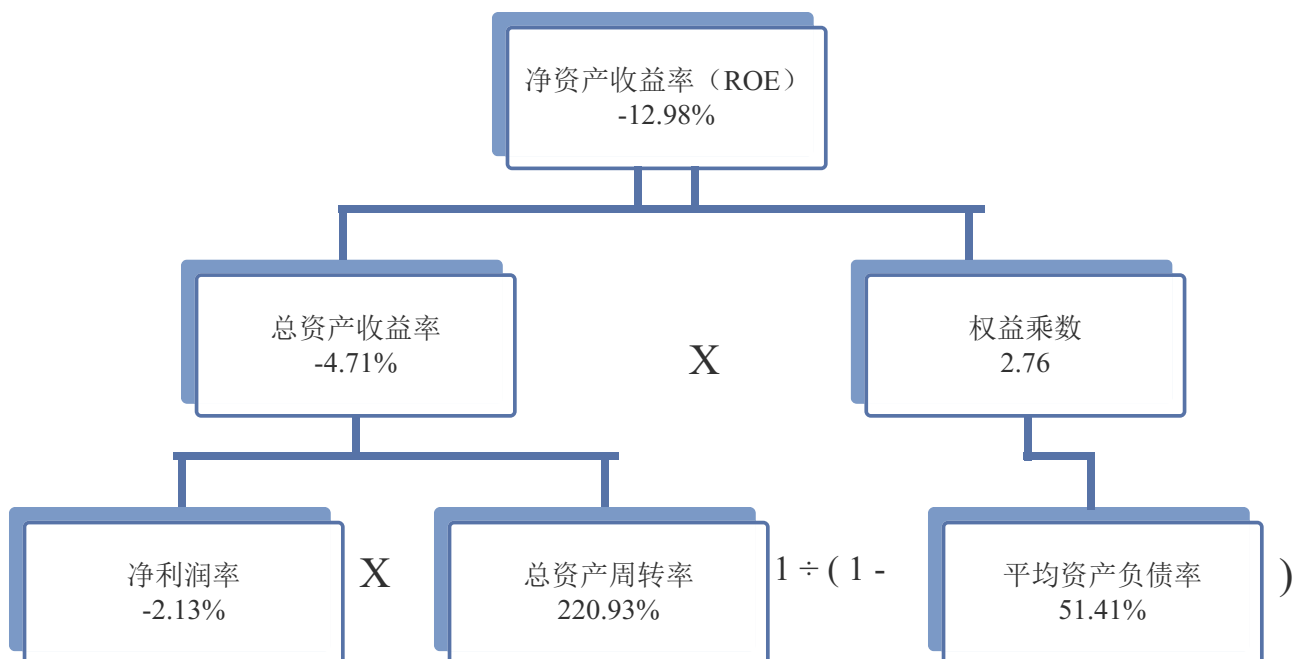 净资产收益率（ROE）
-12.98%
总资产收益率
-4.71%
X
权益乘数
2.76
净利润率
-2.13%
X
总资产周转率
220.93%
1 ÷ ( 1 -
平均资产负债率
51.41%
)